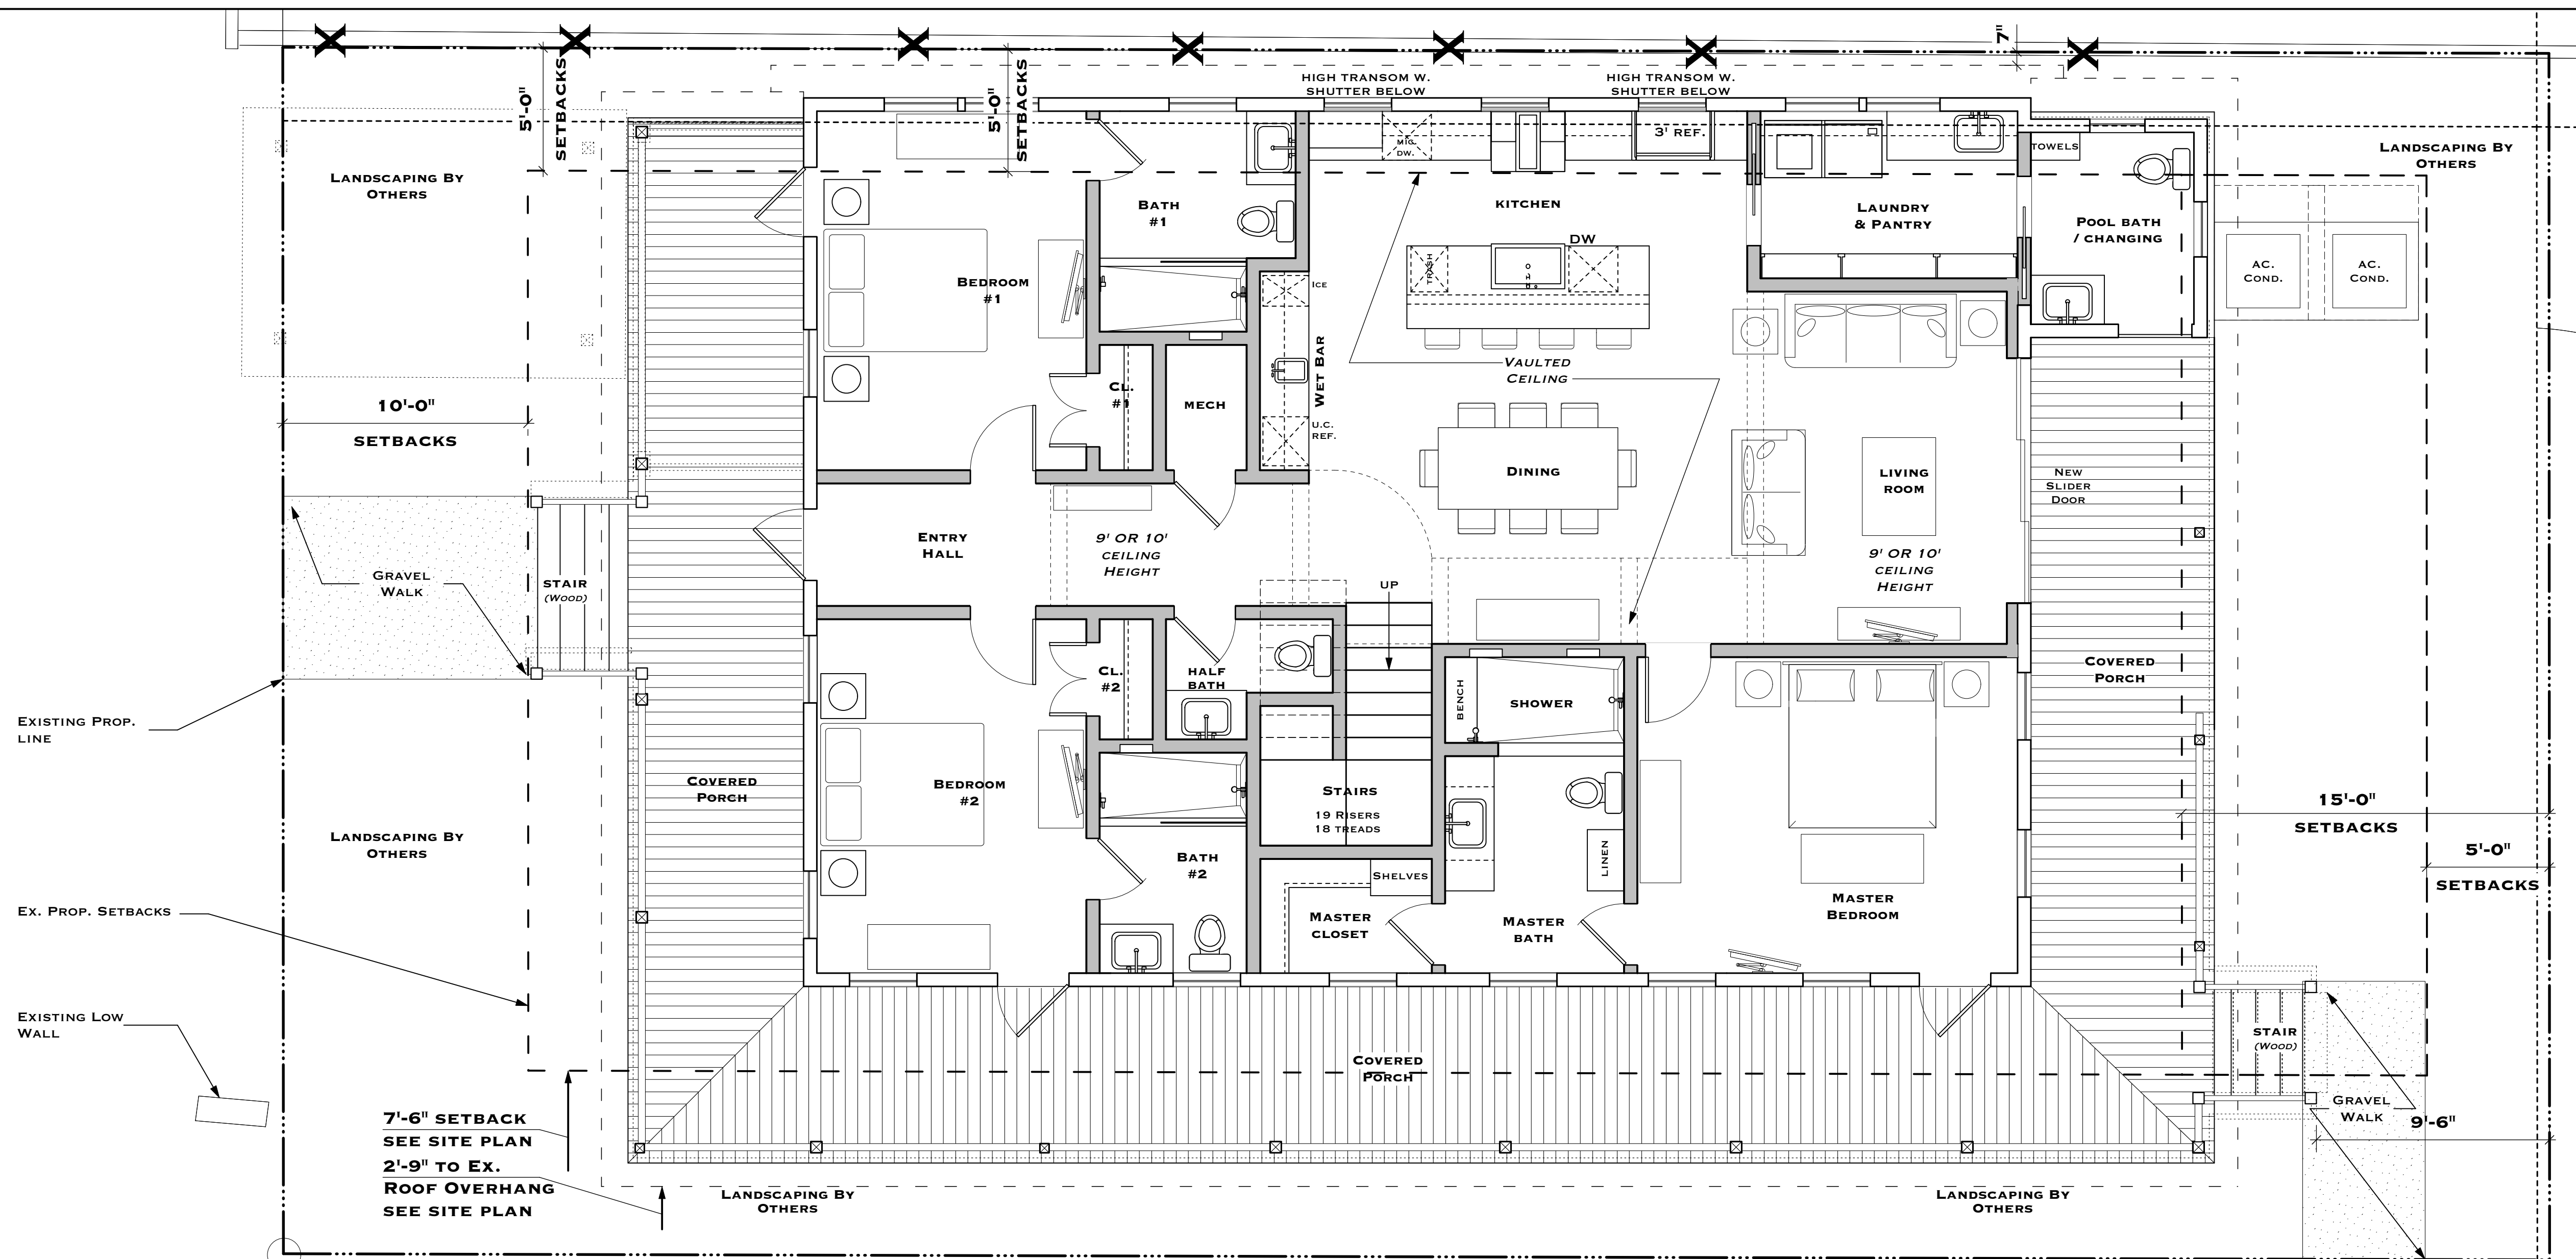 7"
5'-0"
SETBACKS
5'-0"
SETBACKS
HIGH TRANSOM W.
SHUTTER BELOW
HIGH TRANSOM W.
SHUTTER BELOW
LANDSCAPING BY
OTHERS
MIC.
DW.
3' REF.
TOWELS
LANDSCAPING BY
OTHERS
BATH
#1
KITCHEN
LAUNDRY
& PANTRY
POOL BATH
/ CHANGING
DW
TRASH
AC.
COND.
AC.
COND.
BEDROOM
#1
ICE
WET BAR
VAULTED
CEILING
CL.
#1
MECH
10'-0"
SETBACKS
U.C.
REF.
DINING
LIVING
ROOM
NEW
SLIDER
DOOR
ENTRY
HALL
9' OR 10'
CEILING
HEIGHT
9' OR 10'
CEILING
HEIGHT
GRAVEL
WALK
STAIR
(WOOD)
UP
CL.
#2
HALF
BATH
BENCH
SHOWER
COVERED
PORCH
EXISTING PROP.
LINE
COVERED
PORCH
BEDROOM
#2
STAIRS
19 RISERS
18 TREADS
15'-0"
SETBACKS
LANDSCAPING BY
OTHERS
BATH
#2
SHELVES
LINEN
5'-0"
SETBACKS
EX. PROP. SETBACKS
MASTER
CLOSET
MASTER
BATH
MASTER
BEDROOM
EXISTING LOW
WALL
STAIR
(WOOD)
COVERED
PORCH
GRAVEL
WALK
9'-6"
7'-6" SETBACK
SEE SITE PLAN
2'-9" TO EX.
ROOF OVERHANG
SEE SITE PLAN
LANDSCAPING BY
OTHERS
LANDSCAPING BY
OTHERS